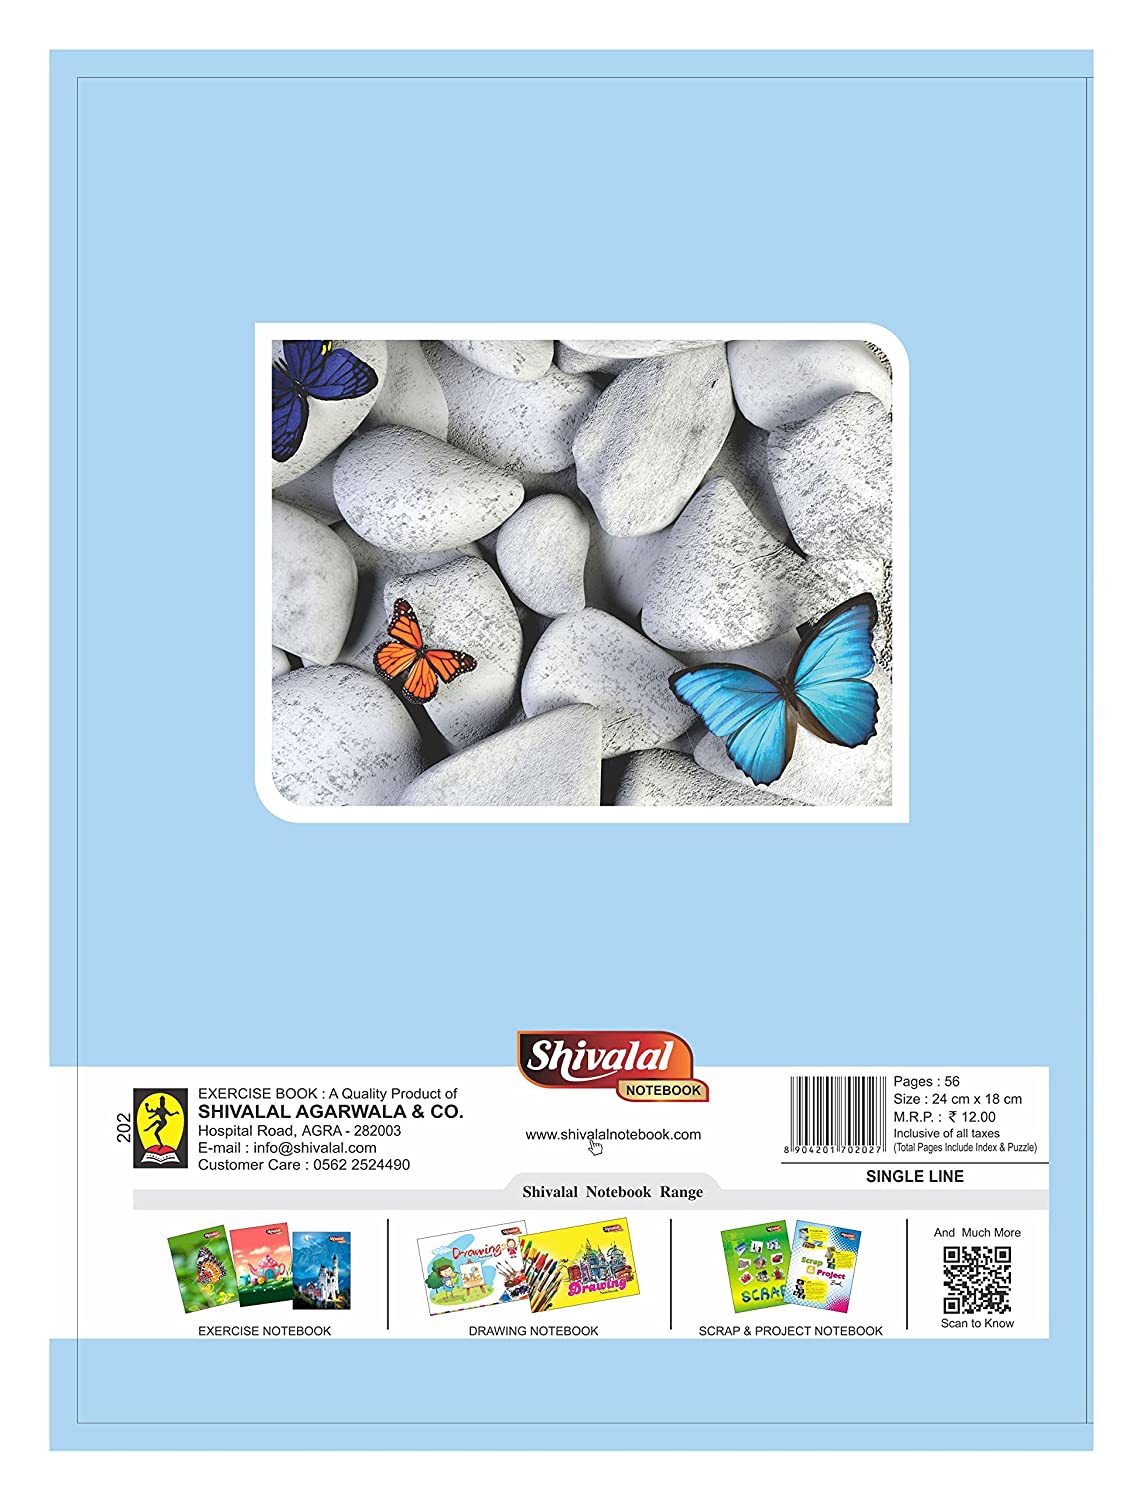 Shivalal
NOTEBOOK
www.shivalalnotebook.com
202
EXERCISE BOOK : A Quality Product of
SHIVALAL AGARWALA & CO.
Hospital Road, AGRA - 282003
E-mail : info@shivalal.com
Customer Care : 0562 2524490
8 904201 702027
Pages : 56
Size : 24 cm x 18 cm
M.R.P. : ₹ 12.00
Inclusive of all taxes
(Total Pages Include Index & Puzzle)
SINGLE LINE
Shivalal Notebook Range
EXERCISE NOTEBOOK
Drawing
Drawing
DRAWING NOTEBOOK
SCRAP
Scrap
& Project
Book
SCRAP & PROJECT NOTEBOOK
And Much More
Scan to Know